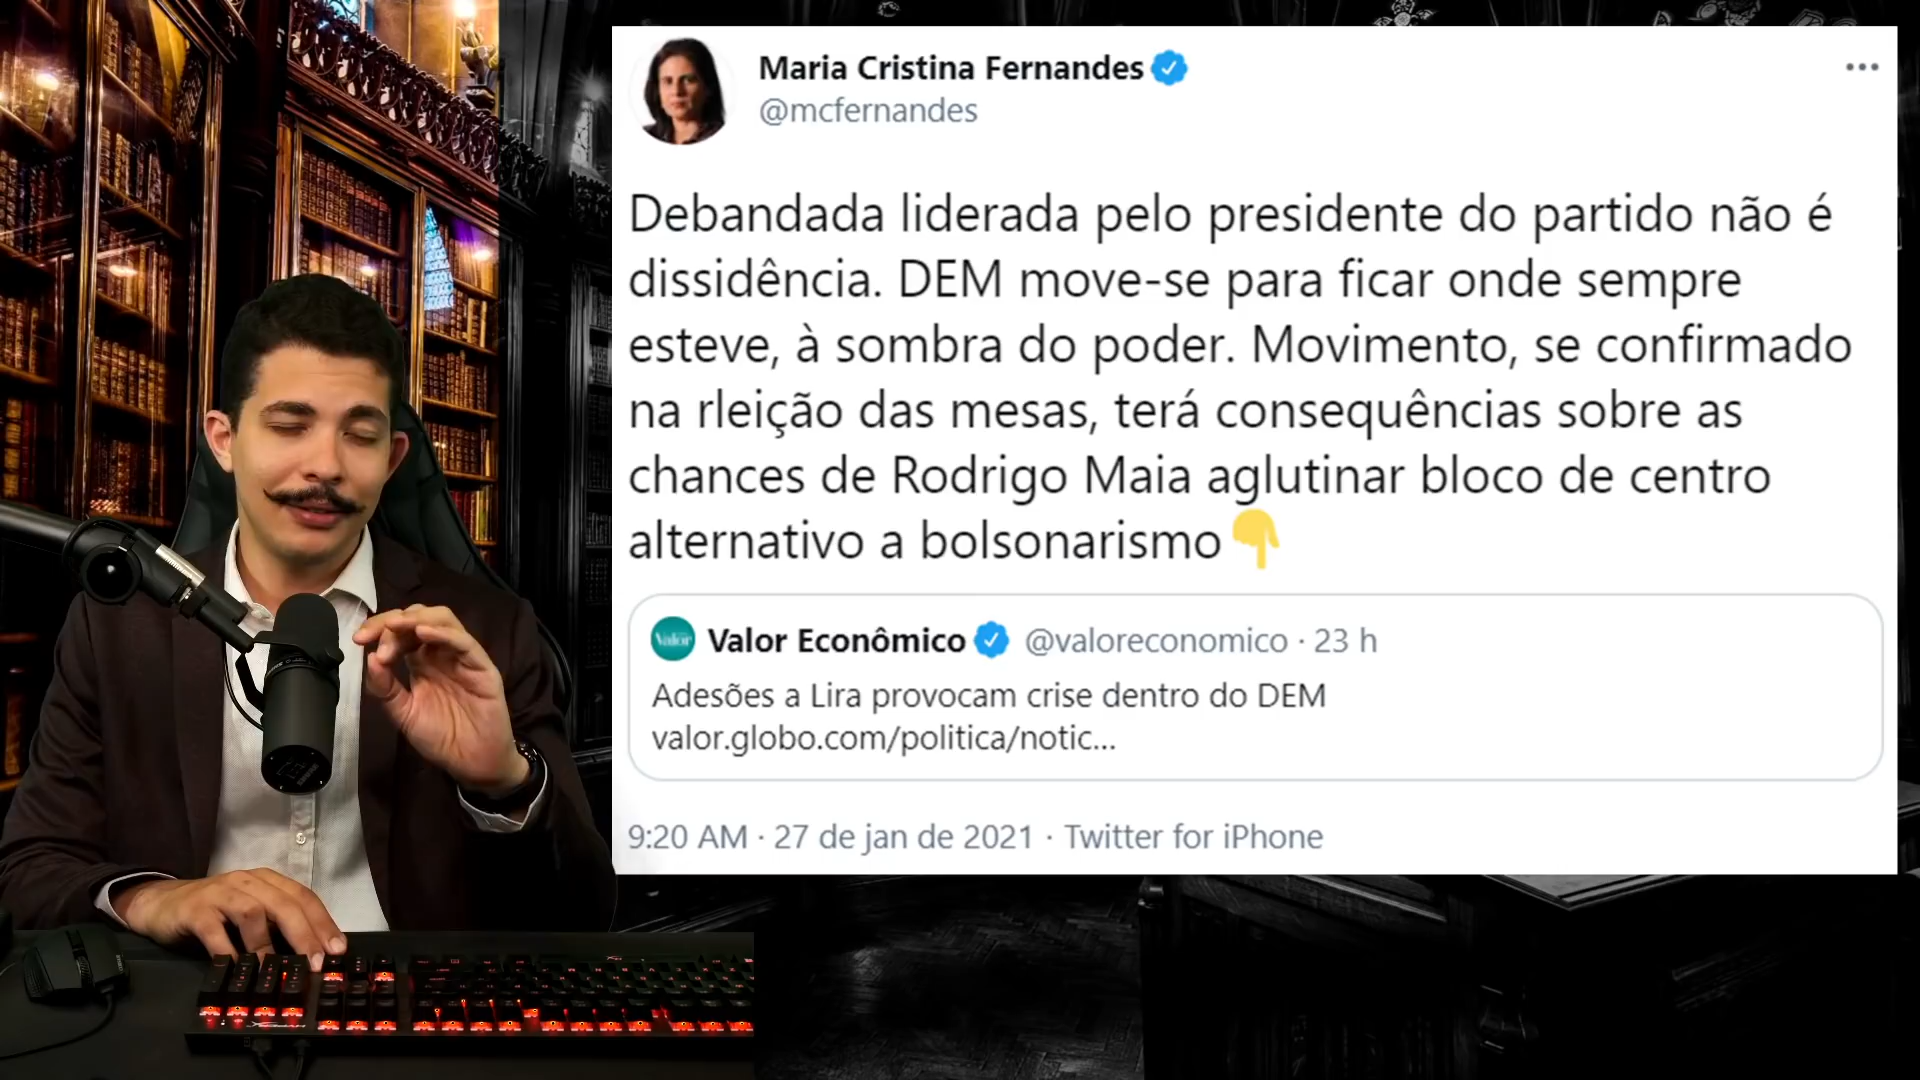 Maria Cristina Fernandes
@mcfernandes
Debandada liderada pelo presidente do partido não é
dissidência. DEM move-se para ficar onde sempre
esteve, à sombra do poder. Movimento, se confirmado
na rleição das mesas, terá consequências sobre as
chances de Rodrigo Maia aglutinar bloco de centro
alternativo a bolsonarismo👇
Valor
Valor Econômico @valoreconomico · 23 h
Adesões a Lira provocam crise dentro do DEM
valor.globo.com/politica/notic...
9:20 AM · 27 de jan de 2021 · Twitter for iPhone